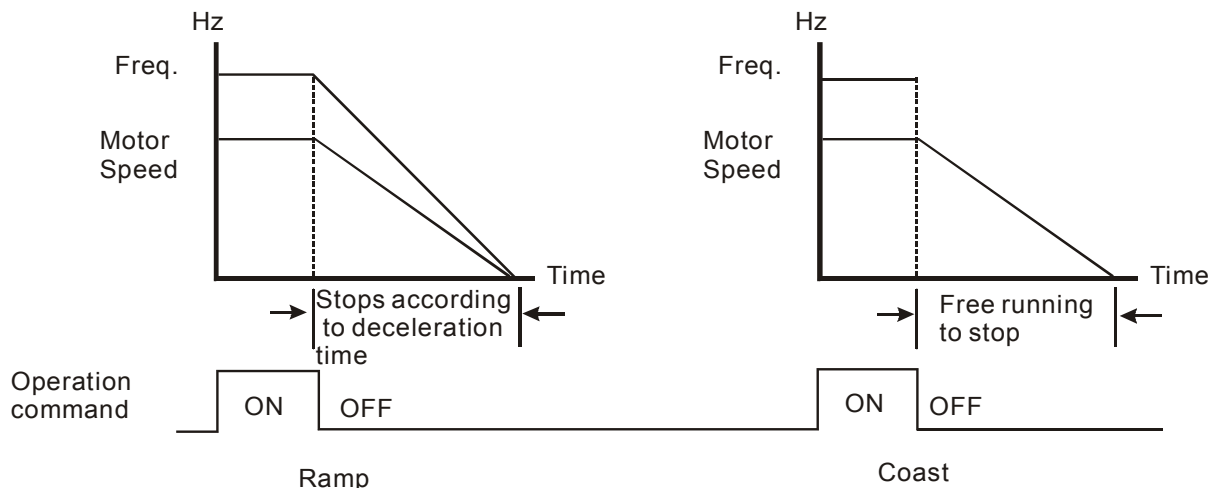 Hz
Freq.
Motor
Speed
Time
Stops according
to deceleration
time
Hz
Freq.
Motor
Speed
Time
Free running
to stop
Operation
command
ON
OFF
ON
OFF
Ramp
Coast